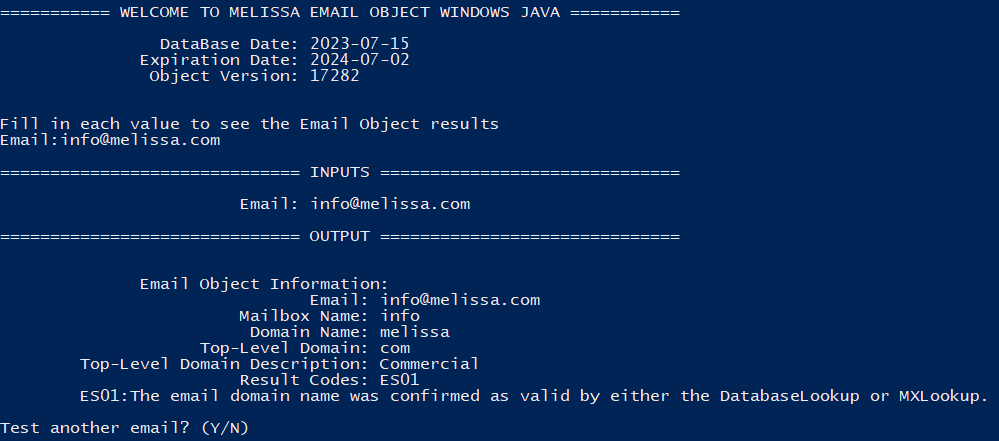 =========== WELCOME TO MELISSA EMAIL OBJECT WINDOWS JAVA ===========
DataBase Date: 2023-07-15
Expiration Date: 2024-07-02
Object Version: 17282
Fill in each value to see the Email Object results
Email:info@melissa.com
============================== INPUTS ==============================
Email: info@melissa.com
============================== OUTPUT ==============================
Email Object Information:
Email: info@melissa.com
Mailbox Name: info
Domain Name: melissa
Top-Level Domain: com
Top-Level Domain Description: Commercial
Result Codes: ES01
ES01:The email domain name was confirmed as valid by either the DatabaseLookup or MXLookup.
Test another email? (Y/N)